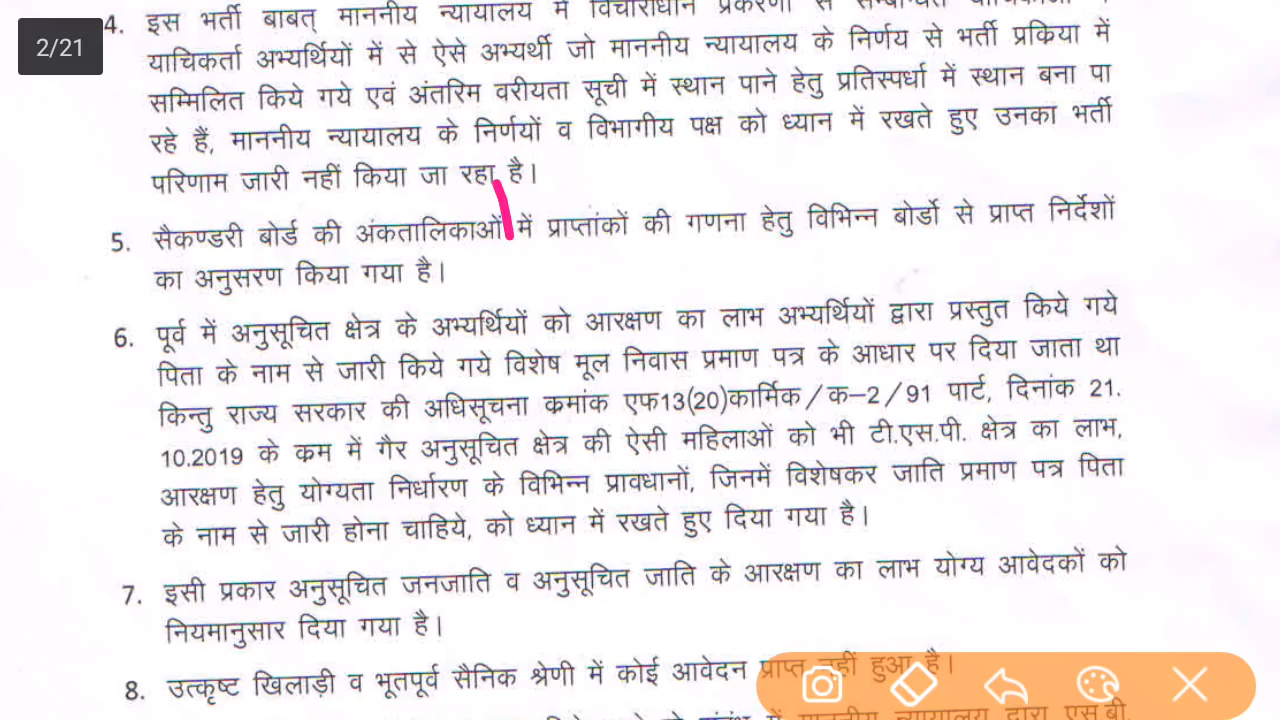 2/21
4. इस भर्ती बाबत् माननीय न्यायालय में विचाराधीन प्रकरणों से सम्बन्धित
याचिकर्ता अभ्यर्थियों में से ऐसे अभ्यर्थी जो माननीय न्यायालय के निर्णय से भर्ती प्रकिया में
सम्मिलित किये गये एवं अंतरिम वरीयता सूची में स्थान पाने हेतु प्रतिस्पर्धा में स्थान बना पा
रहे हैं, माननीय न्यायालय के निर्णयों व विभागीय पक्ष को ध्यान में रखते हुए उनका भर्ती
परिणाम जारी नहीं किया जा रहा है।
5. सैकण्डरी बोर्ड की अंकतालिकाओं में प्राप्तांकों की गणना हेतु विभिन्न बोर्डो से प्राप्त निर्देशों
का अनुसरण किया गया है।
6. पूर्व में अनुसूचित क्षेत्र के अभ्यर्थियों को आरक्षण का लाभ अभ्यर्थियों द्वारा प्रस्तुत किये गये
पिता के नाम से जारी किये गये विशेष मूल निवास प्रमाण पत्र के आधार पर दिया जाता था
किन्तु राज्य सरकार की अधिसूचना कमांक एफ13(20)कार्मिक/क–2/91 पार्ट, दिनांक 21.
10.2019 के कम में गैर अनुसूचित क्षेत्र की ऐसी महिलाओं को भी टी.एस.पी. क्षेत्र का लाभ,
आरक्षण हेतु योग्यता निर्धारण के विभिन्न प्रावधानों, जिनमें विशेषकर जाति प्रमाण पत्र पिता
के नाम से जारी होना चाहिये, को ध्यान में रखते हुए दिया गया है।
7. इसी प्रकार अनुसूचित जनजाति व अनुसूचित जाति के आरक्षण का लाभ योग्य आवेदकों को
नियमानुसार दिया गया है।
8. उत्कृष्ट खिलाड़ी व भूतपूर्व सैनिक श्रेणी में कोई आवेदन प्राप्त नहीं हुआ है।
में माननीय न्यायालय द्वारा एस.बी